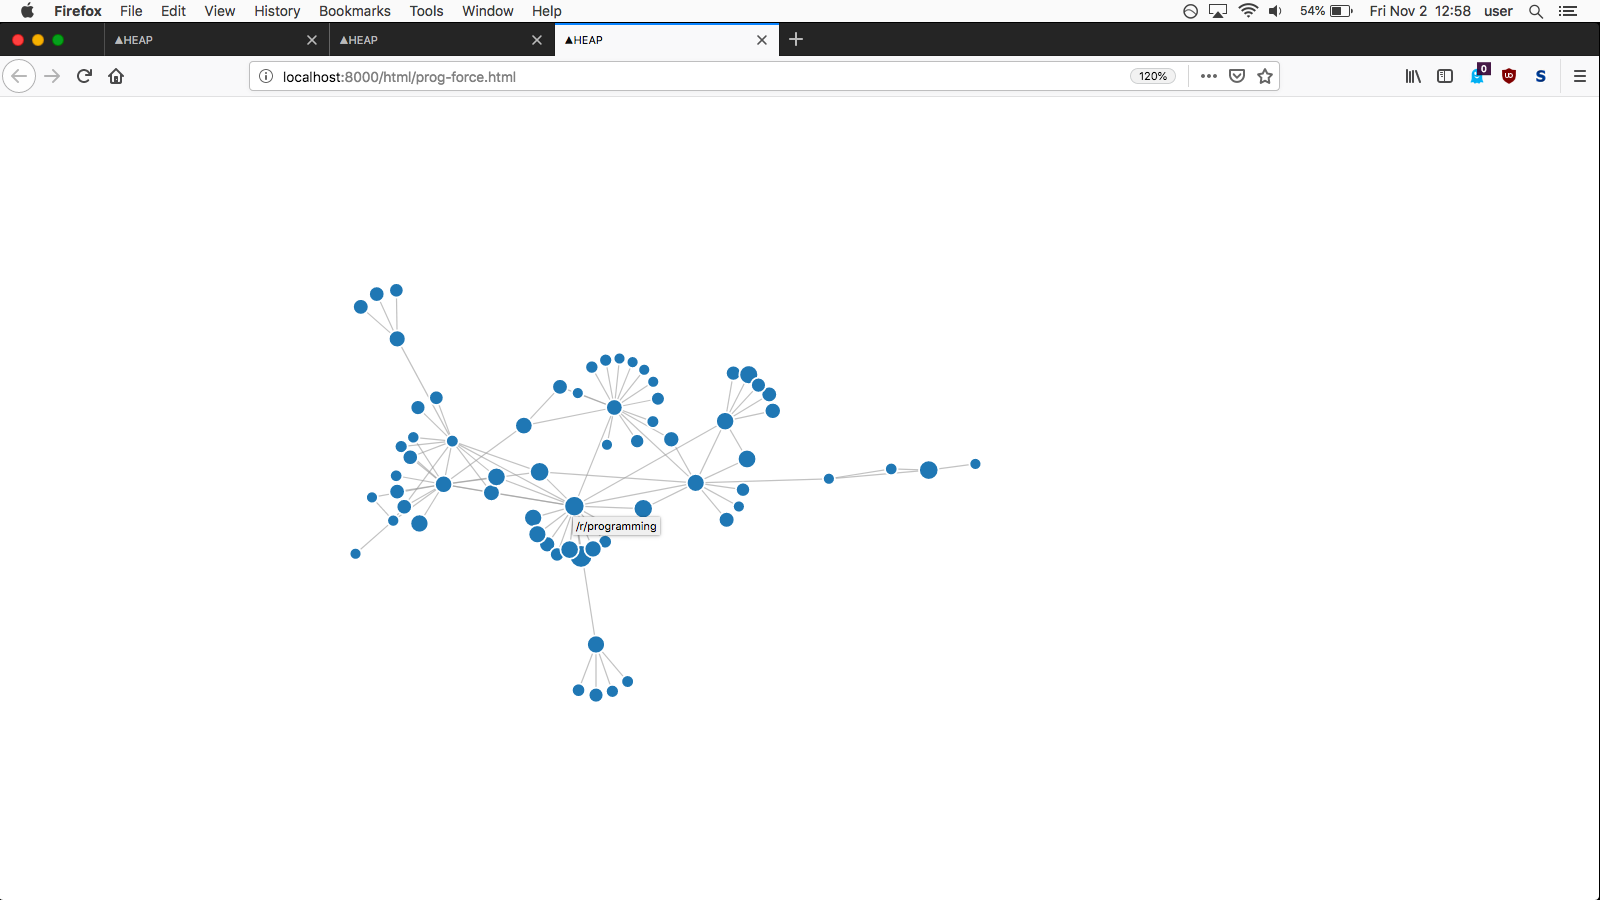 Firefox File Edit View History Bookmarks Tools Window Help 54% Fri Nov 2 12:58 user
▲HEAP ▲HEAP ▲HEAP
localhost:8000/html/prog-force.html 120% 0 UD S
/r/programming